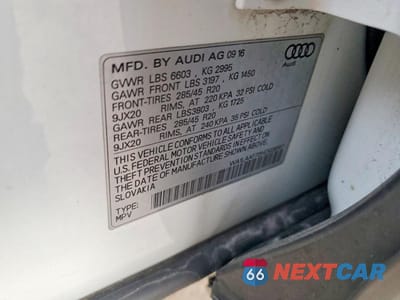 MFD. BY AUDI AG 09 16
GVWR LBS 6603 , KG 2995
GAWR FRONT LBS 3197 , KG 1450
FRONT-TIRES 285/45 R20
9JX20 RIMS, AT 220 KPA 32 PSI COLD
GAWR REAR LBS3803 , KG 1725
REAR-TIRES 285/45 R20
9JX20 RIMS, AT 240 KPA 35 PSI COLD
THIS VEHICLE CONFORMS TO ALL APPLICABLE
U.S. FEDERAL MOTOR VEHICLE SAFETY AND
THEFT PREVENTION STANDARDS IN EFFECT ON
THE DATE OF MANUFACTURE SHOWN ABOVE.
SLOVAKIA
TYPE:
MPV
Audi
66 NEXTCAR